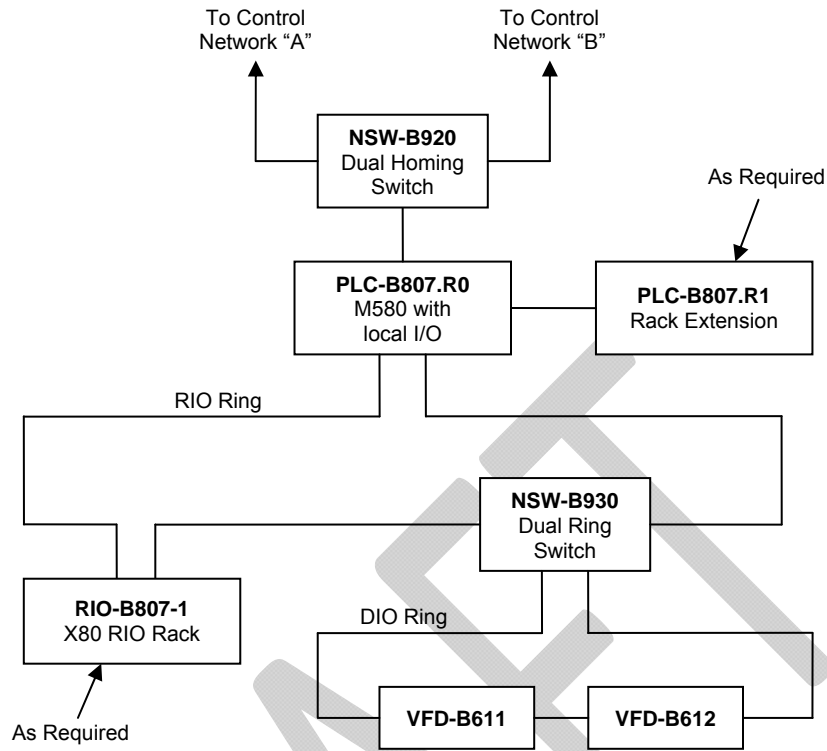 To Control
Network “A”
To Control
Network “B”
NSW-B920
Dual Homing
Switch
As Required
PLC-B807.R0
M580 with
local I/O
PLC-B807.R1
Rack Extension
RIO Ring
NSW-B930
Dual Ring
Switch
RIO-B807-1
X80 RIO Rack
DIO Ring
VFD-B611
VFD-B612
As Required